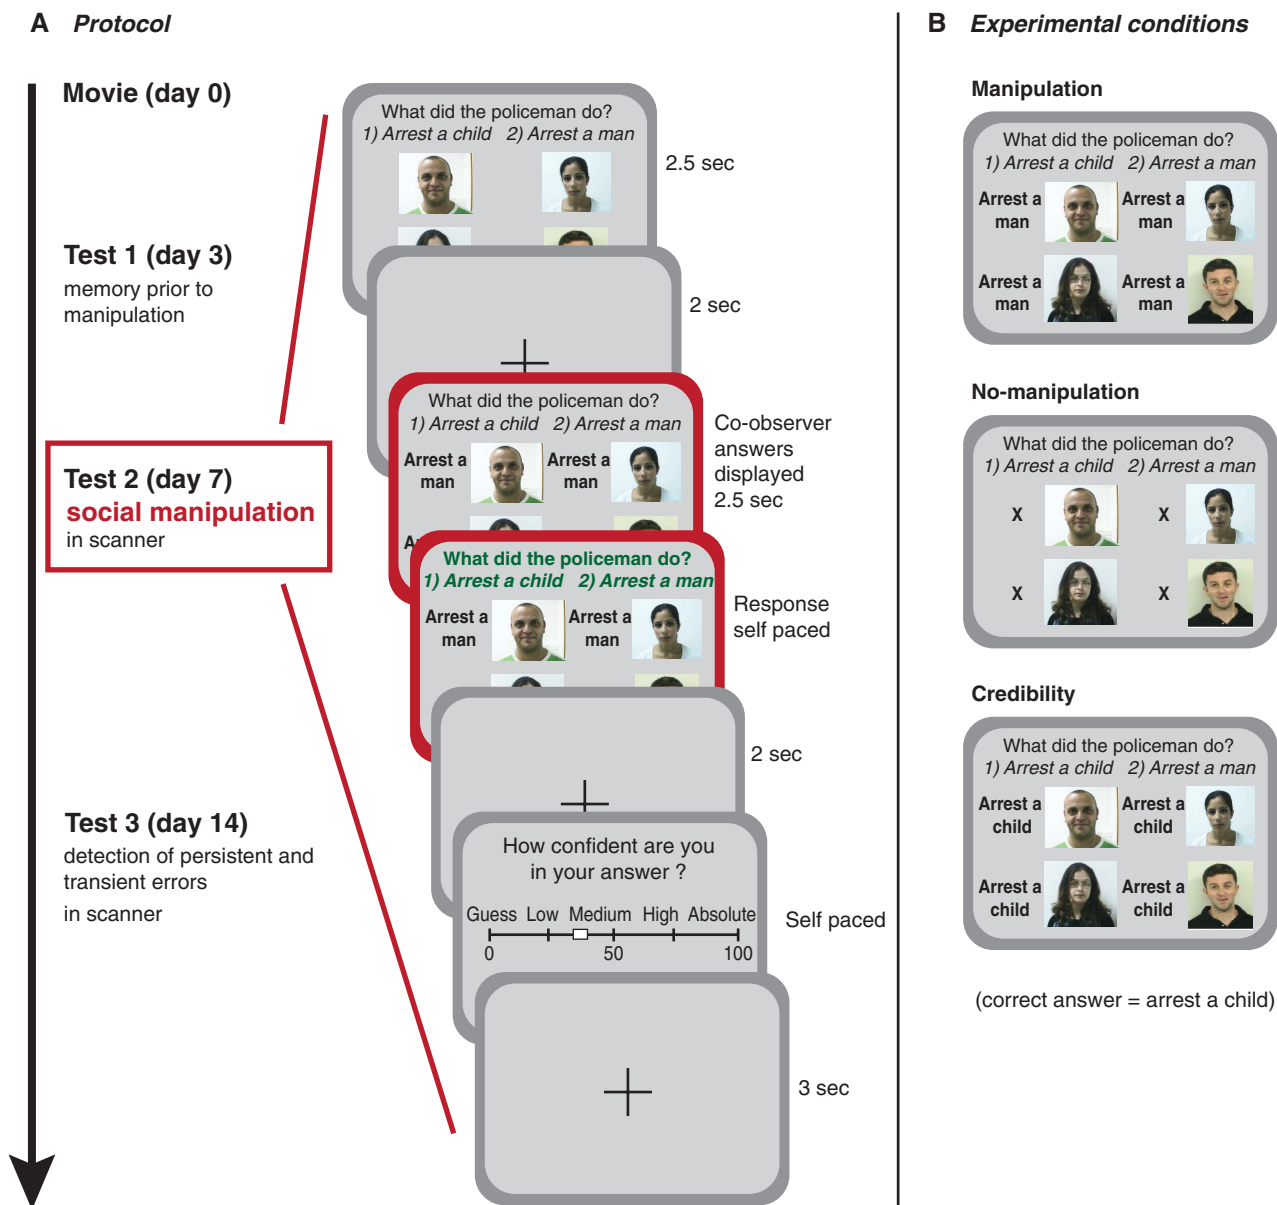 A Protocol
Movie (day 0)
Test 1 (day 3)
memory prior to
manipulation
Test 2 (day 7)
social manipulation
in scanner
Test 3 (day 14)
detection of persistent and
transient errors
in scanner
What did the policeman do?
1) Arrest a child 2) Arrest a man
2.5 sec
2 sec
What did the policeman do?
1) Arrest a child 2) Arrest a man
Arrest a Arrest a
man man
A
Co-observer
answers
displayed
2.5 sec
What did the policeman do?
1) Arrest a child 2) Arrest a man
Arrest a Arrest a
man man
Response
self paced
2 sec
How confident are you
in your answer ?
Guess Low Medium High Absolute
0 50 100
Self paced
3 sec
B Experimental conditions
Manipulation
What did the policeman do?
1) Arrest a child 2) Arrest a man
Arrest a Arrest a
man man
Arrest a Arrest a
man man
No-manipulation
What did the policeman do?
1) Arrest a child 2) Arrest a man
X X
X X
Credibility
What did the policeman do?
1) Arrest a child 2) Arrest a man
Arrest a Arrest a
child child
Arrest a Arrest a
child child
(correct answer = arrest a child)